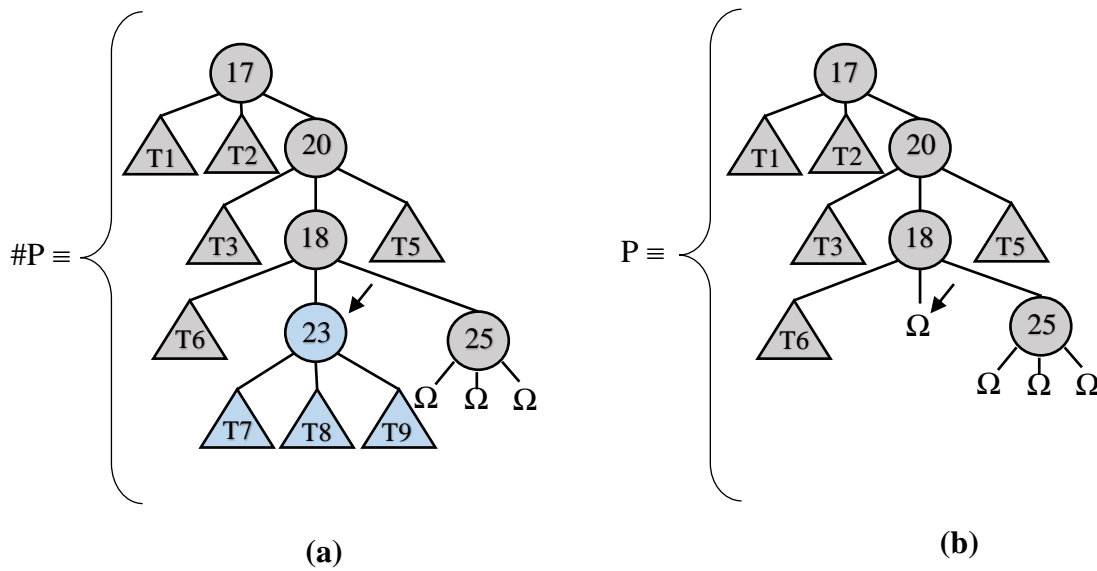 17
T1 T2 20
#P ≡ T3 18 T5
T6 23 25
Ω Ω Ω
T7 T8 T9
(a)
17
T1 T2 20
P ≡ T3 18 T5
T6 Ω 25
Ω Ω Ω
(b)